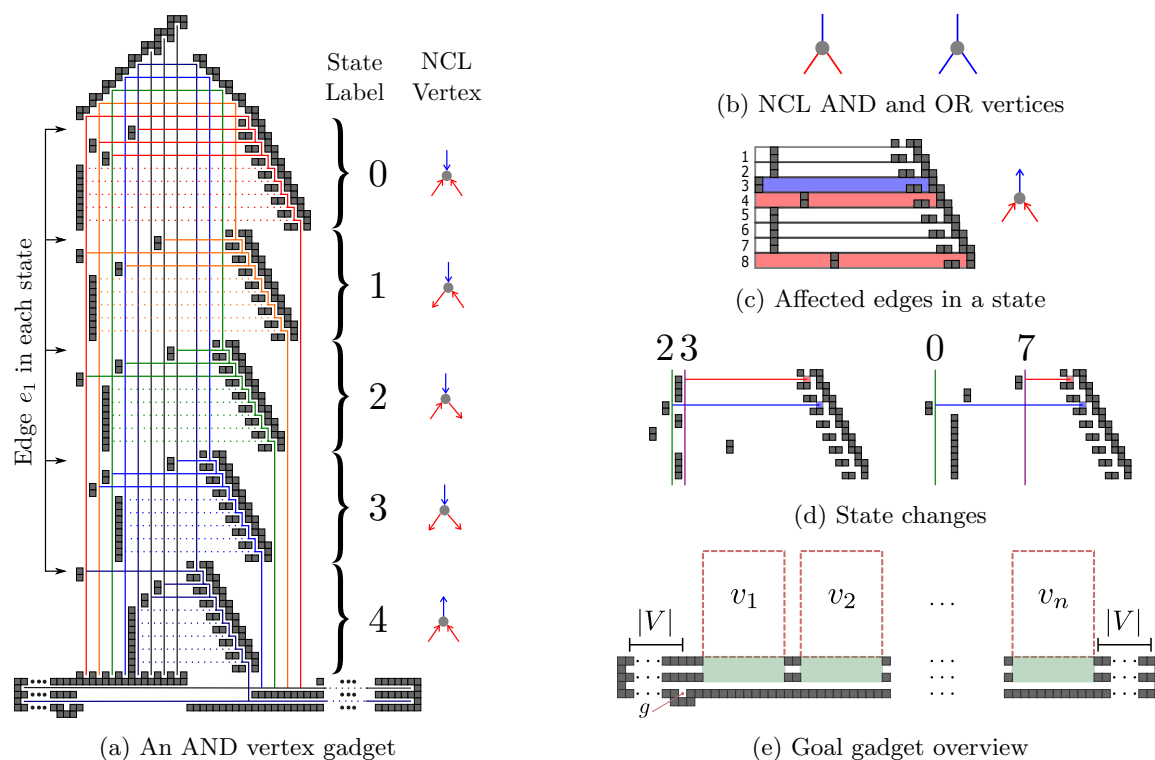 State
Label
NCL
Vertex
Edge e₁ in each state
0
1
2
3
4
(a) An AND vertex gadget
(b) NCL AND and OR vertices
1
2
3
4
5
6
7
8
(c) Affected edges in a state
2 3
0 7
(d) State changes
v₁ v₂ ... vₙ
|V| |V|
g
(e) Goal gadget overview